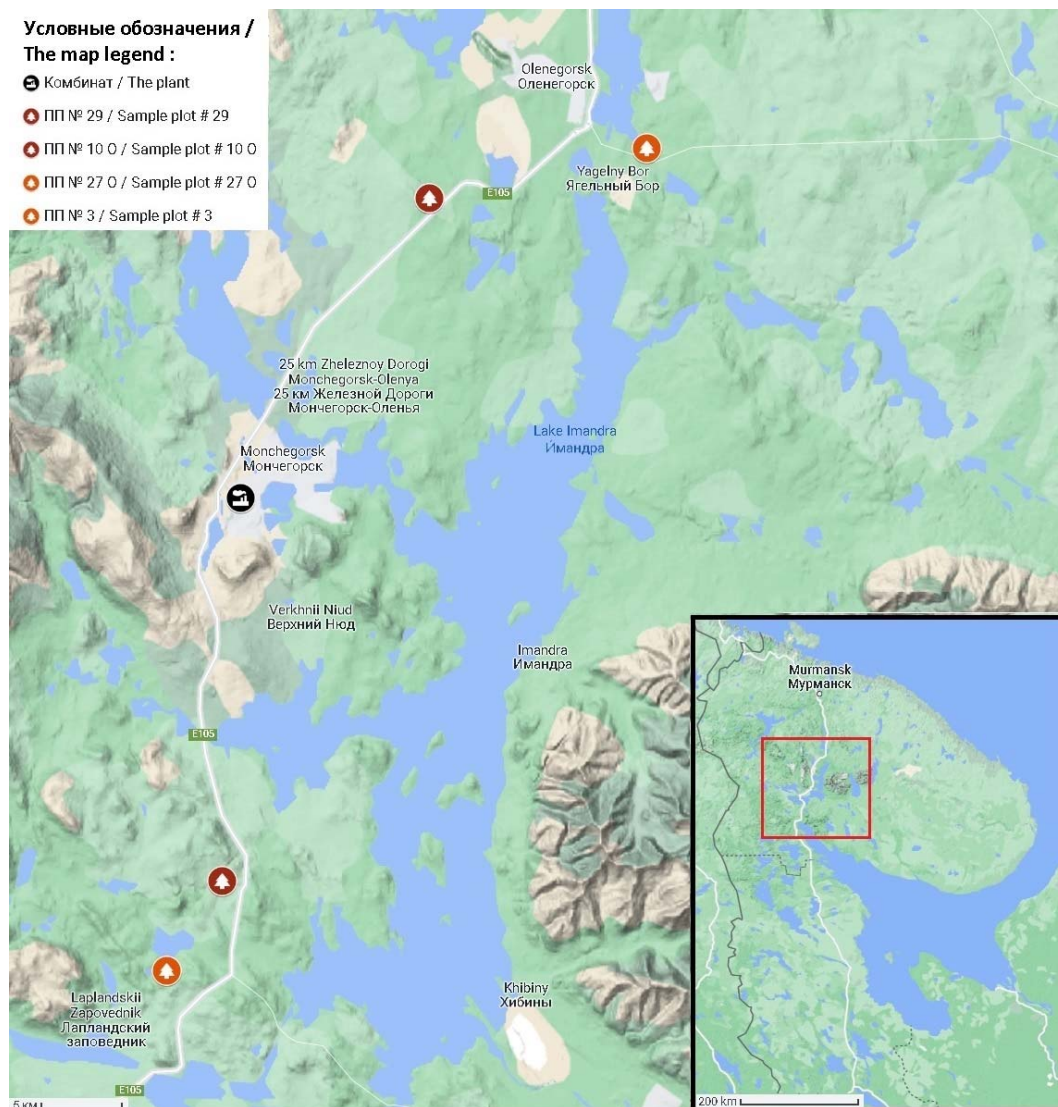 Условные обозначения /
The map legend :
Комбинат / The plant
ПП № 29 / Sample plot # 29
ПП № 10 О / Sample plot # 10 О
ПП № 27 О / Sample plot # 27 О
ПП № 3 / Sample plot # 3
Olenegorsk
Оленегорск
Yagelny Bor
Ягельный Бор
E105
25 km Zheleznoy Dorogi
Monchegorsk-Olenya
25 км Железной Дороги
Мончегорск-Оленья
Lake Imandra
Имандра
Monchegorsk
Мончегорск
Verkhnii Niud
Верхний Нюд
Imandra
Имандра
E105
Murmansk
Мурманск
Khibiny
Хибины
Laplandskii
Zapovednik
Лапландский
заповедник
E105
5 км
200 km